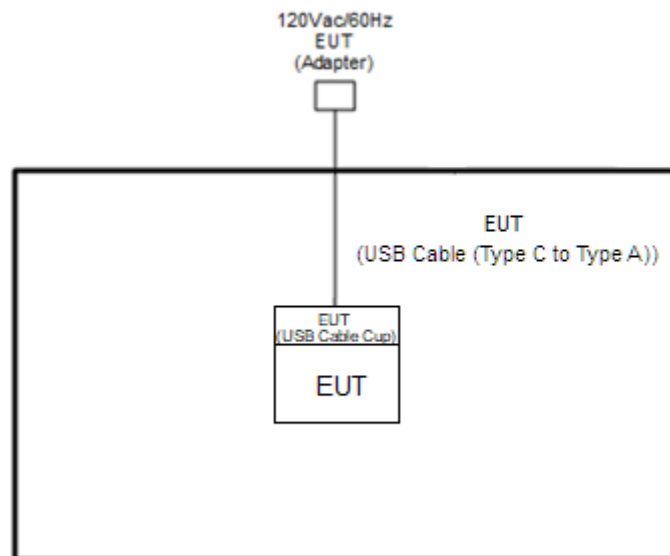 120Vac/60Hz
EUT
(Adapter)
EUT
(USB Cable (Type C to Type A))
EUT
(USB Cable Cup)
EUT